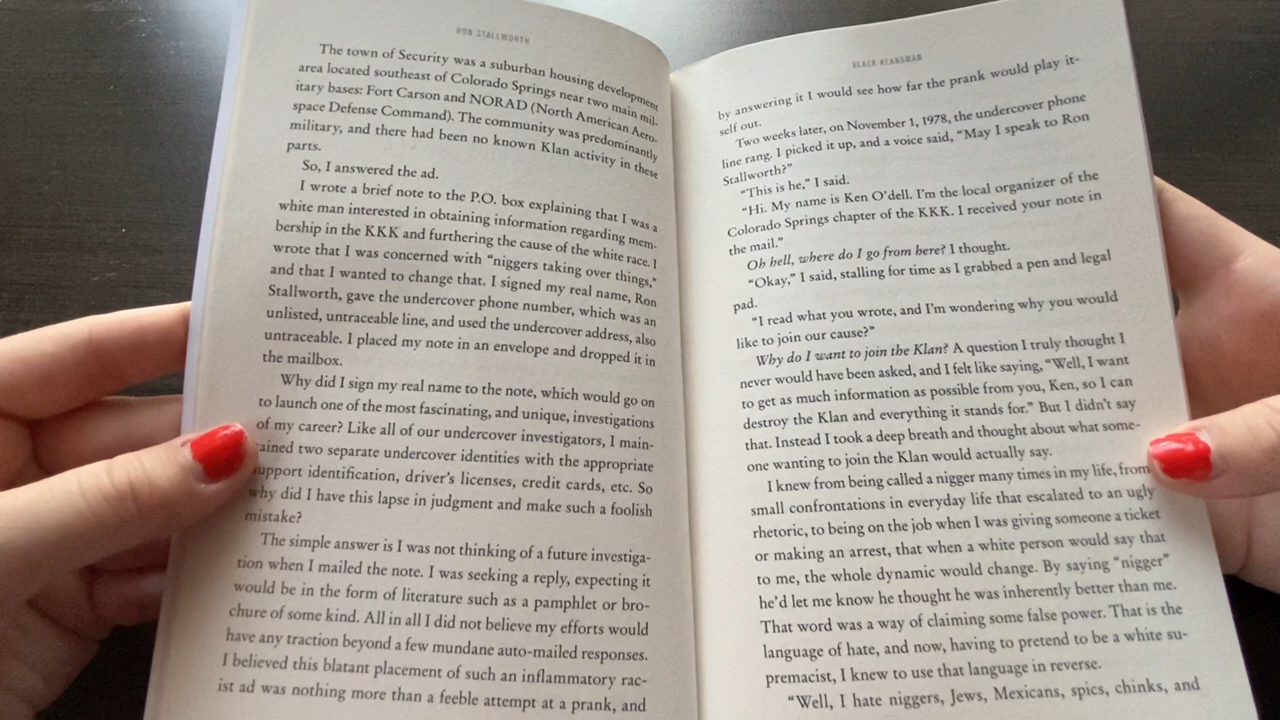 RON STALLWORTH
The town of Security was a suburban housing development
area located southeast of Colorado Springs near two main mil-
itary bases: Fort Carson and NORAD (North American Aero-
space Defense Command). The community was predominantly
military, and there had been no known Klan activity in these
parts.
So, I answered the ad.
I wrote a brief note to the P.O. box explaining that I was a
white man interested in obtaining information regarding mem-
bership in the KKK and furthering the cause of the white race. I
wrote that I was concerned with “niggers taking over things,”
and that I wanted to change that. I signed my real name, Ron
Stallworth, gave the undercover phone number, which was an
unlisted, untraceable line, and used the undercover address, also
untraceable. I placed my note in an envelope and dropped it in
the mailbox.
Why did I sign my real name to the note, which would go on
to launch one of the most fascinating, and unique, investigations
of my career? Like all of our undercover investigators, I main-
tained two separate undercover identities with the appropriate
support identification, driver’s licenses, credit cards, etc. So
why did I have this lapse in judgment and make such a foolish
mistake?
The simple answer is I was not thinking of a future investiga-
tion when I mailed the note. I was seeking a reply, expecting it
would be in the form of literature such as a pamphlet or bro-
chure of some kind. All in all I did not believe my efforts would
have any traction beyond a few mundane auto-mailed responses.
I believed this blatant placement of such an inflammatory rac-
ist ad was nothing more than a feeble attempt at a prank, and
BLACK KLANSMAN
by answering it I would see how far the prank would play it-
self out.
Two weeks later, on November 1, 1978, the undercover phone
line rang. I picked it up, and a voice said, “May I speak to Ron
Stallworth?”
“This is he,” I said.
“Hi. My name is Ken O’dell. I’m the local organizer of the
Colorado Springs chapter of the KKK. I received your note in
the mail.”
Oh hell, where do I go from here? I thought.
“Okay,” I said, stalling for time as I grabbed a pen and legal
pad.
“I read what you wrote, and I’m wondering why you would
like to join our cause?”
Why do I want to join the Klan? A question I truly thought I
never would have been asked, and I felt like saying, “Well, I want
to get as much information as possible from you, Ken, so I can
destroy the Klan and everything it stands for.” But I didn’t say
that. Instead I took a deep breath and thought about what some-
one wanting to join the Klan would actually say.
I knew from being called a nigger many times in my life, from
small confrontations in everyday life that escalated to an ugly
rhetoric, to being on the job when I was giving someone a ticket
or making an arrest, that when a white person would say that
to me, the whole dynamic would change. By saying “nigger”
he’d let me know he thought he was inherently better than me.
That word was a way of claiming some false power. That is the
language of hate, and now, having to pretend to be a white su-
premacist, I knew to use that language in reverse.
“Well, I hate niggers, Jews, Mexicans, spics, chinks, and